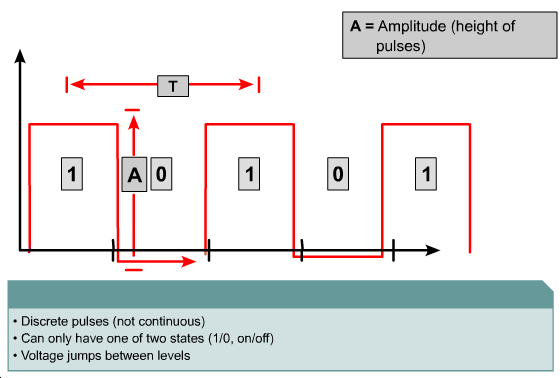 A = Amplitude (height of
pulses)
T
1
A
0
1
0
1
• Discrete pulses (not continuous)
• Can only have one of two states (1/0, on/off)
• Voltage jumps between levels